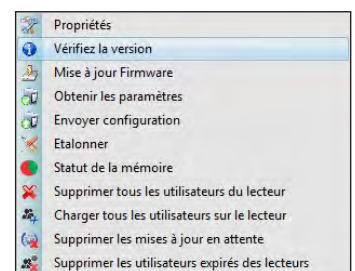 Propriétés
Vérifiez la version
Mise à jour Firmware
Obtenir les paramètres
Envoyer configuration
Etalonner
Statut de la mémoire
Supprimer tous les utilisateurs du lecteur
Charger tous les utilisateurs sur le lecteur
Supprimer les mises à jour en attente
Supprimer les utilisateurs expirés des lecteurs